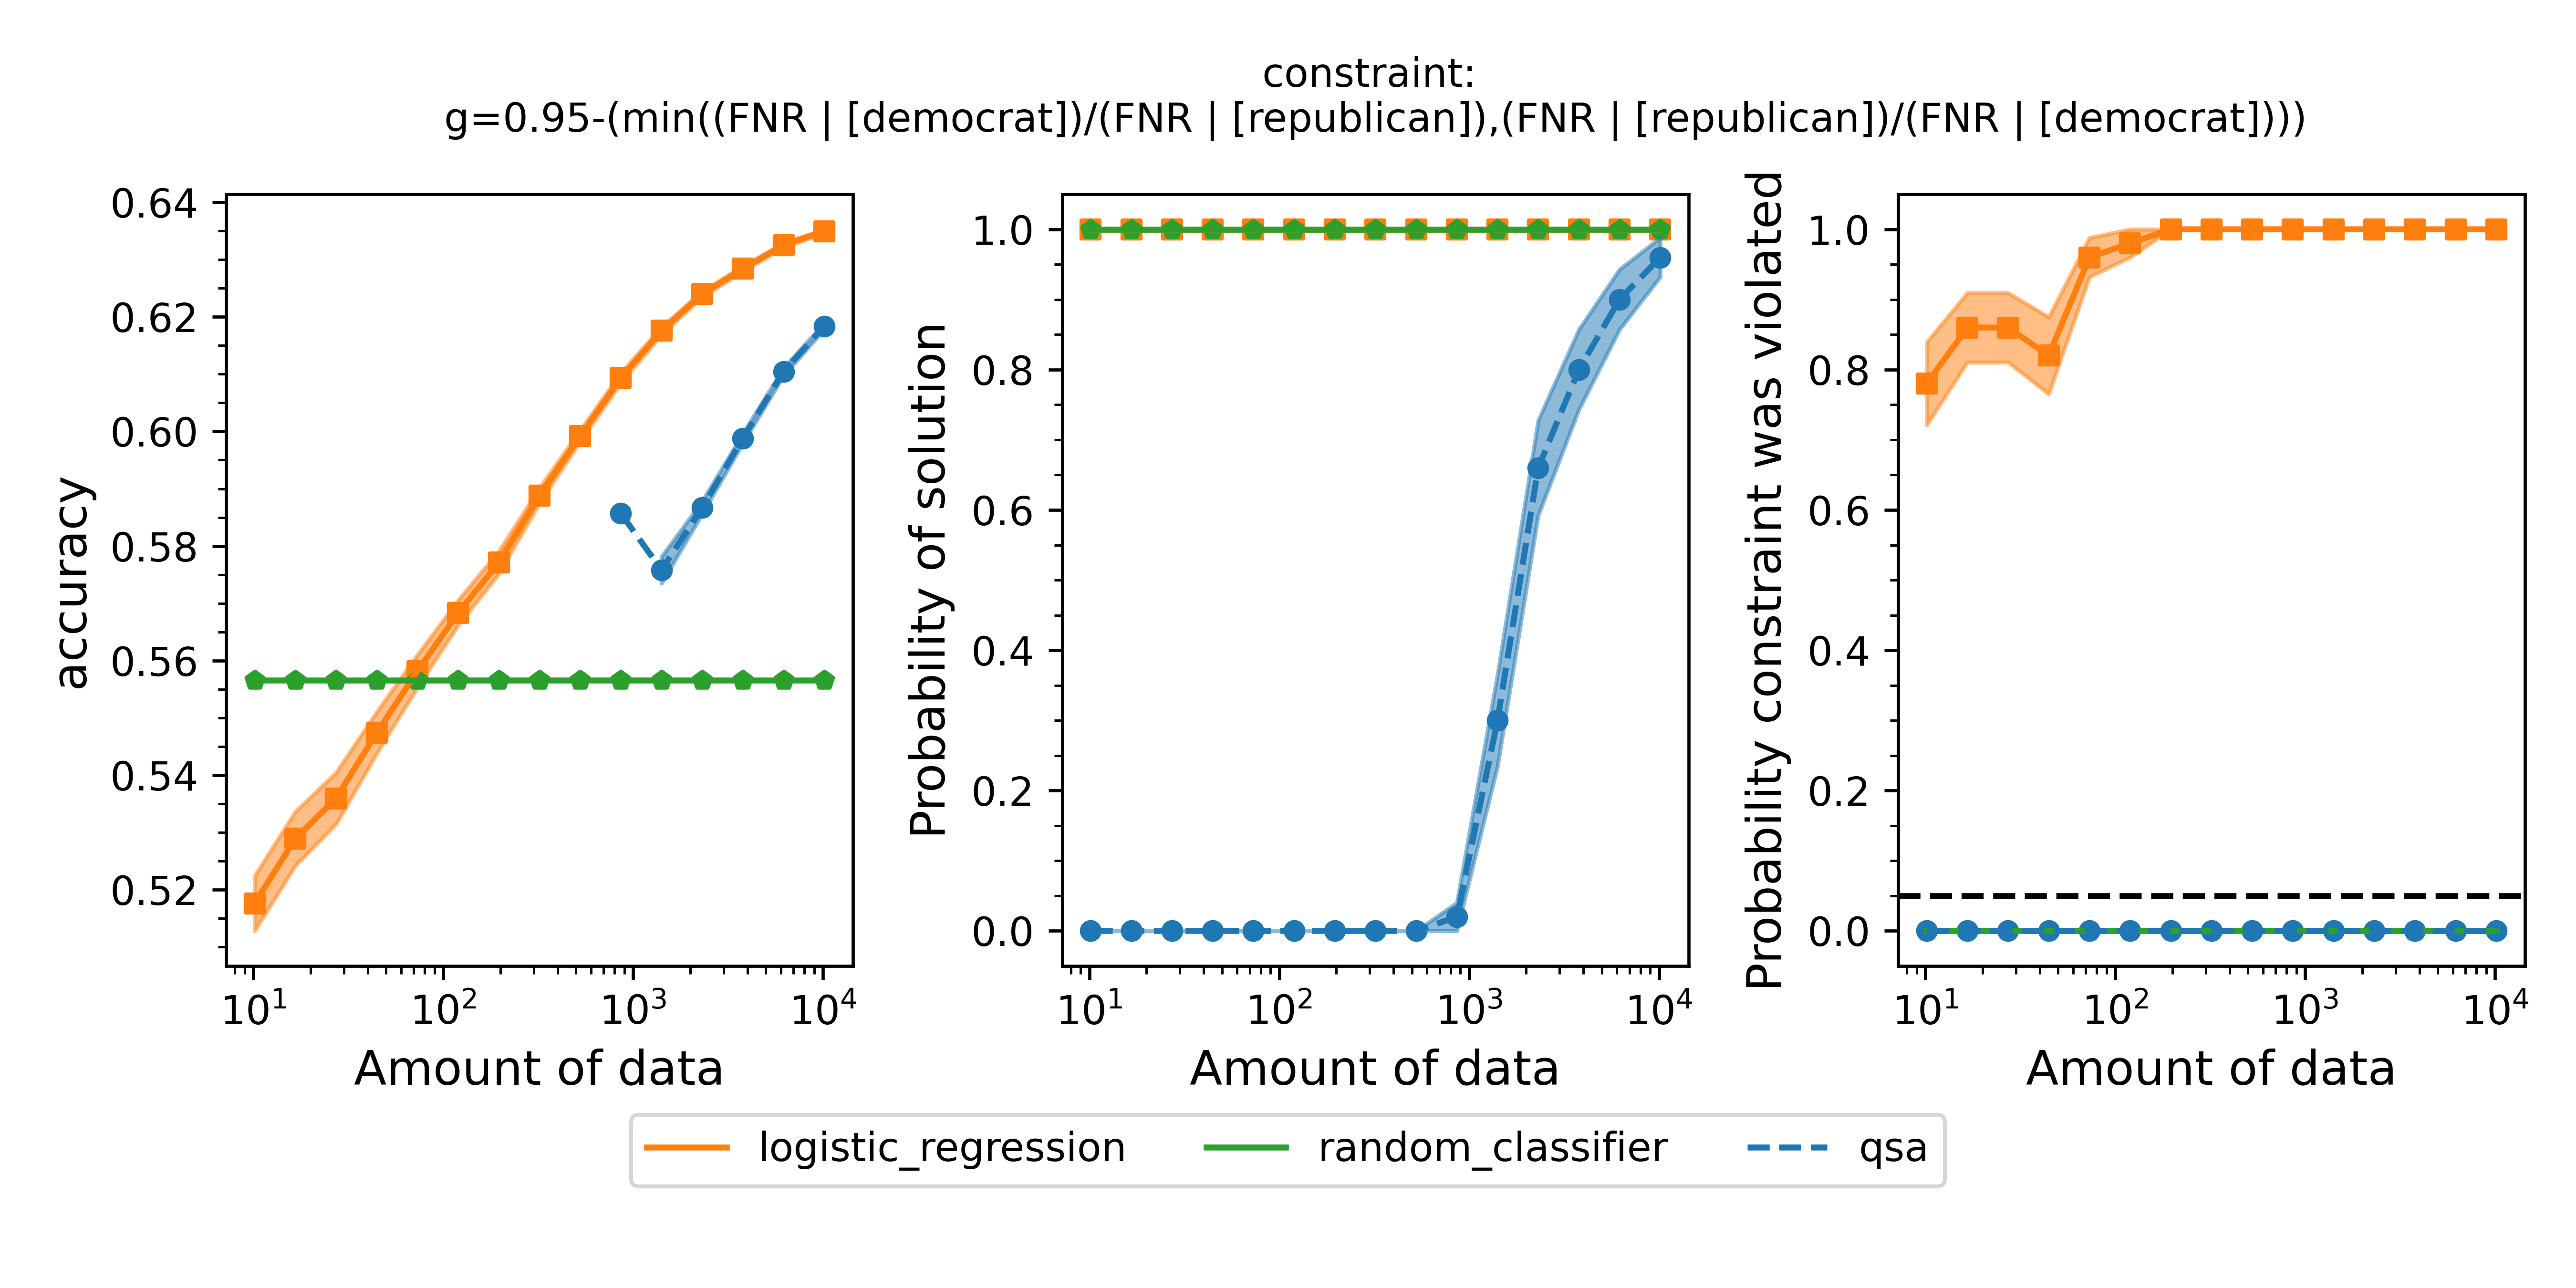 constraint:
g=0.95-(min((FNR | [democrat])/(FNR | [republican]),(FNR | [republican])/(FNR | [democrat])))
accuracy
0.64
0.62
0.60
0.58
0.56
0.54
0.52
10¹ 10² 10³ 10⁴
Amount of data
Probability of solution
1.0
0.8
0.6
0.4
0.2
0.0
10¹ 10² 10³ 10⁴
Amount of data
Probability constraint was violated
1.0
0.8
0.6
0.4
0.2
0.0
10¹ 10² 10³ 10⁴
Amount of data
logistic_regression random_classifier qsa